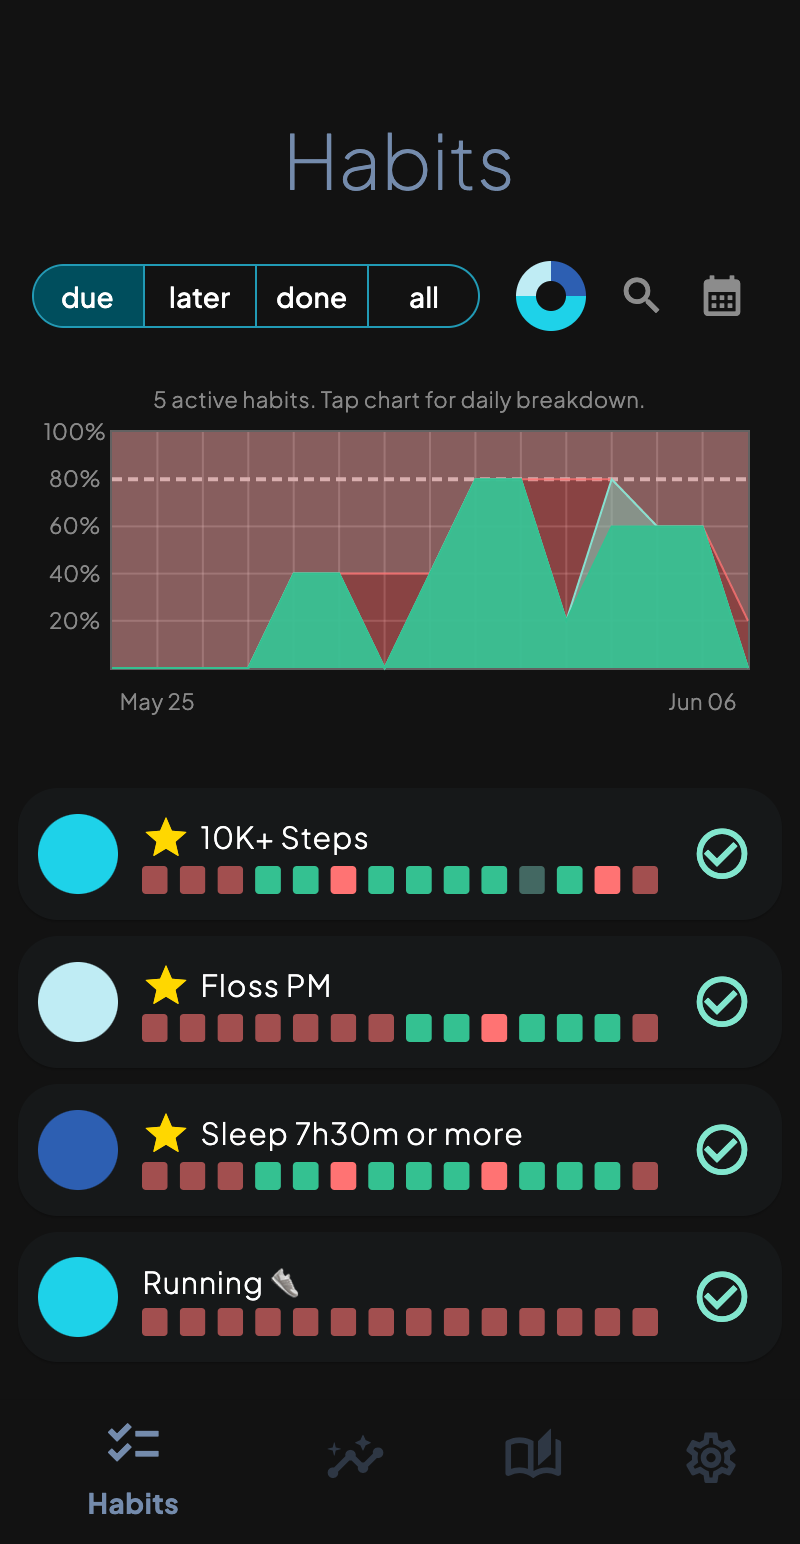 Habits
due later done all
5 active habits. Tap chart for daily breakdown.
100%
80%
60%
40%
20%
May 25 Jun 06
10K+ Steps
Floss PM
Sleep 7h30m or more
Running 👟
Habits